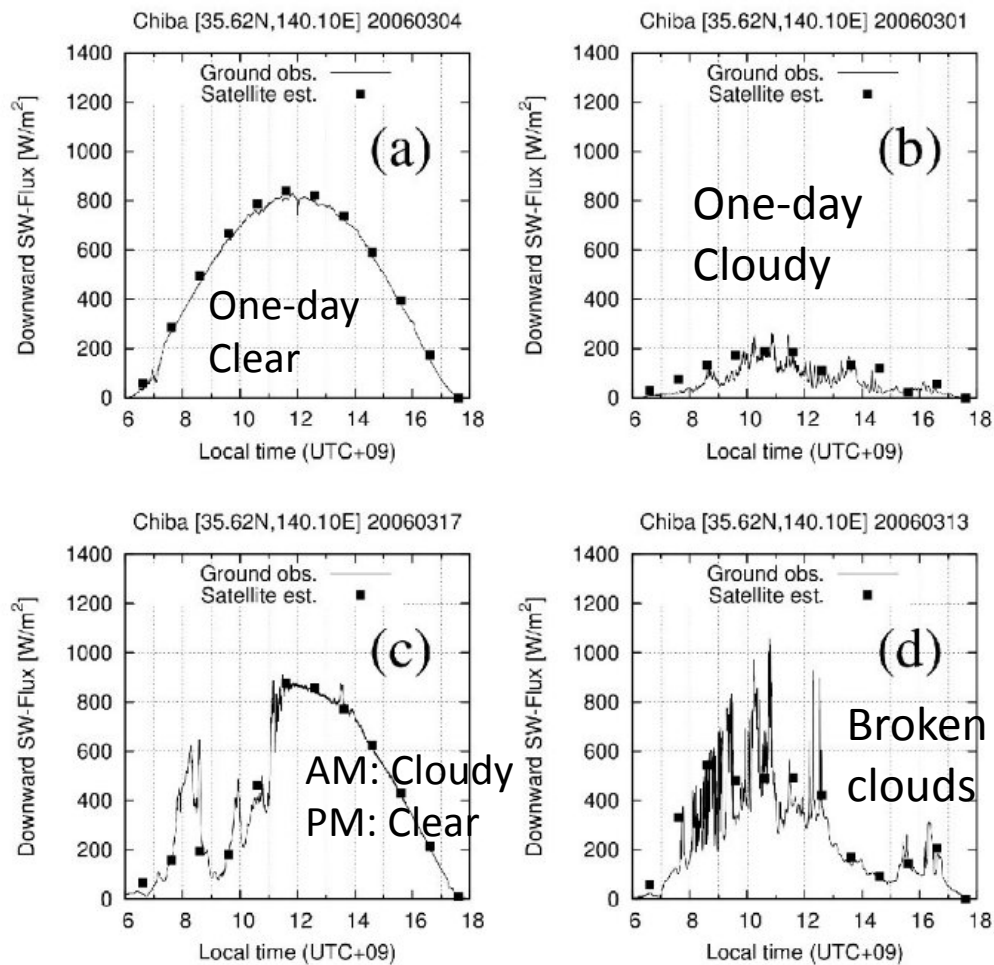 Chiba [35.62N,140.10E] 20060304
Downward SW-Flux [W/m²]
1400
1200
1000
800
600
400
200
0
Ground obs.
Satellite est.
(a)
One-day
Clear
6 8 10 12 14 16 18
Local time (UTC+09)
Chiba [35.62N,140.10E] 20060301
Downward SW-Flux [W/m²]
1400
1200
1000
800
600
400
200
0
Ground obs.
Satellite est.
(b)
One-day
Cloudy
6 8 10 12 14 16 18
Local time (UTC+09)
Chiba [35.62N,140.10E] 20060317
Downward SW-Flux [W/m²]
1400
1200
1000
800
600
400
200
0
Ground obs.
Satellite est.
(c)
AM: Cloudy
PM: Clear
6 8 10 12 14 16 18
Local time (UTC+09)
Chiba [35.62N,140.10E] 20060313
Downward SW-Flux [W/m²]
1400
1200
1000
800
600
400
200
0
Ground obs.
Satellite est.
(d)
Broken
clouds
6 8 10 12 14 16 18
Local time (UTC+09)